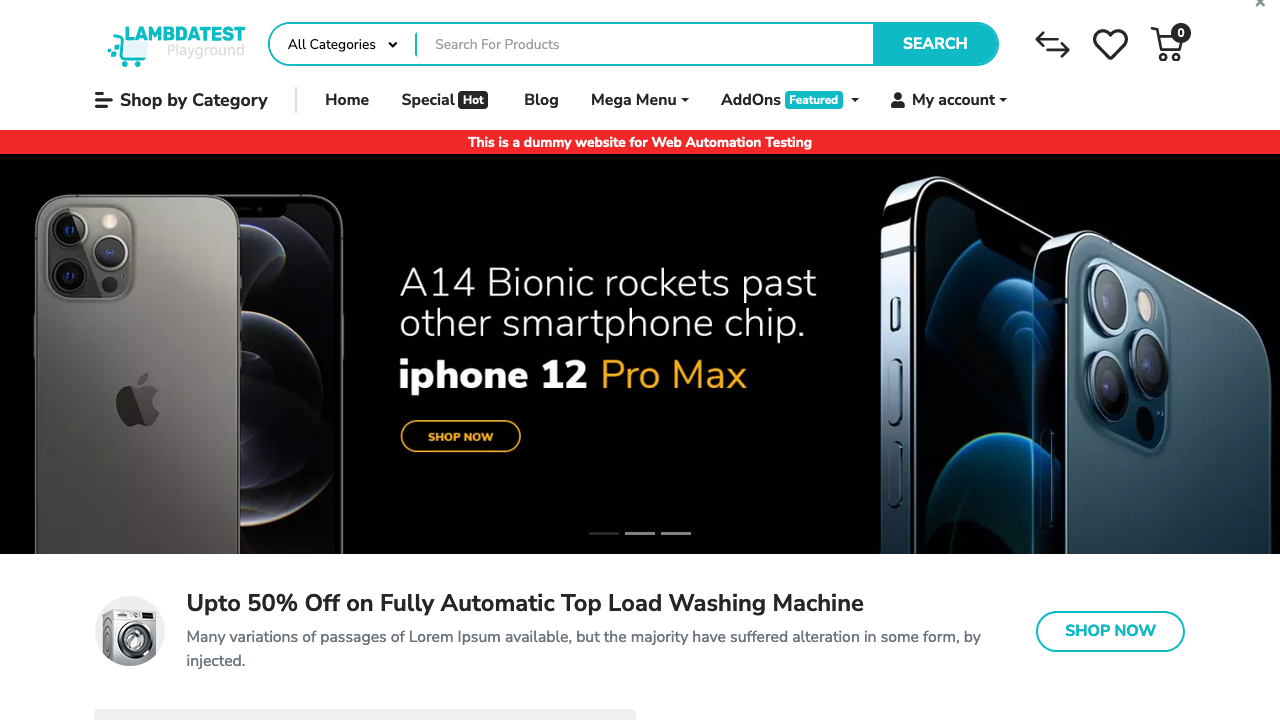 LAMBDATEST
Playground
All Categories
Search For Products
SEARCH
0
Shop by Category
Home
Special Hot
Blog
Mega Menu
AddOns Featured
My account
This is a dummy website for Web Automation Testing
A14 Bionic rockets past
other smartphone chip.
iphone 12 Pro Max
SHOP NOW
Upto 50% Off on Fully Automatic Top Load Washing Machine
Many variations of passages of Lorem Ipsum available, but the majority have suffered alteration in some form, by
injected.
SHOP NOW